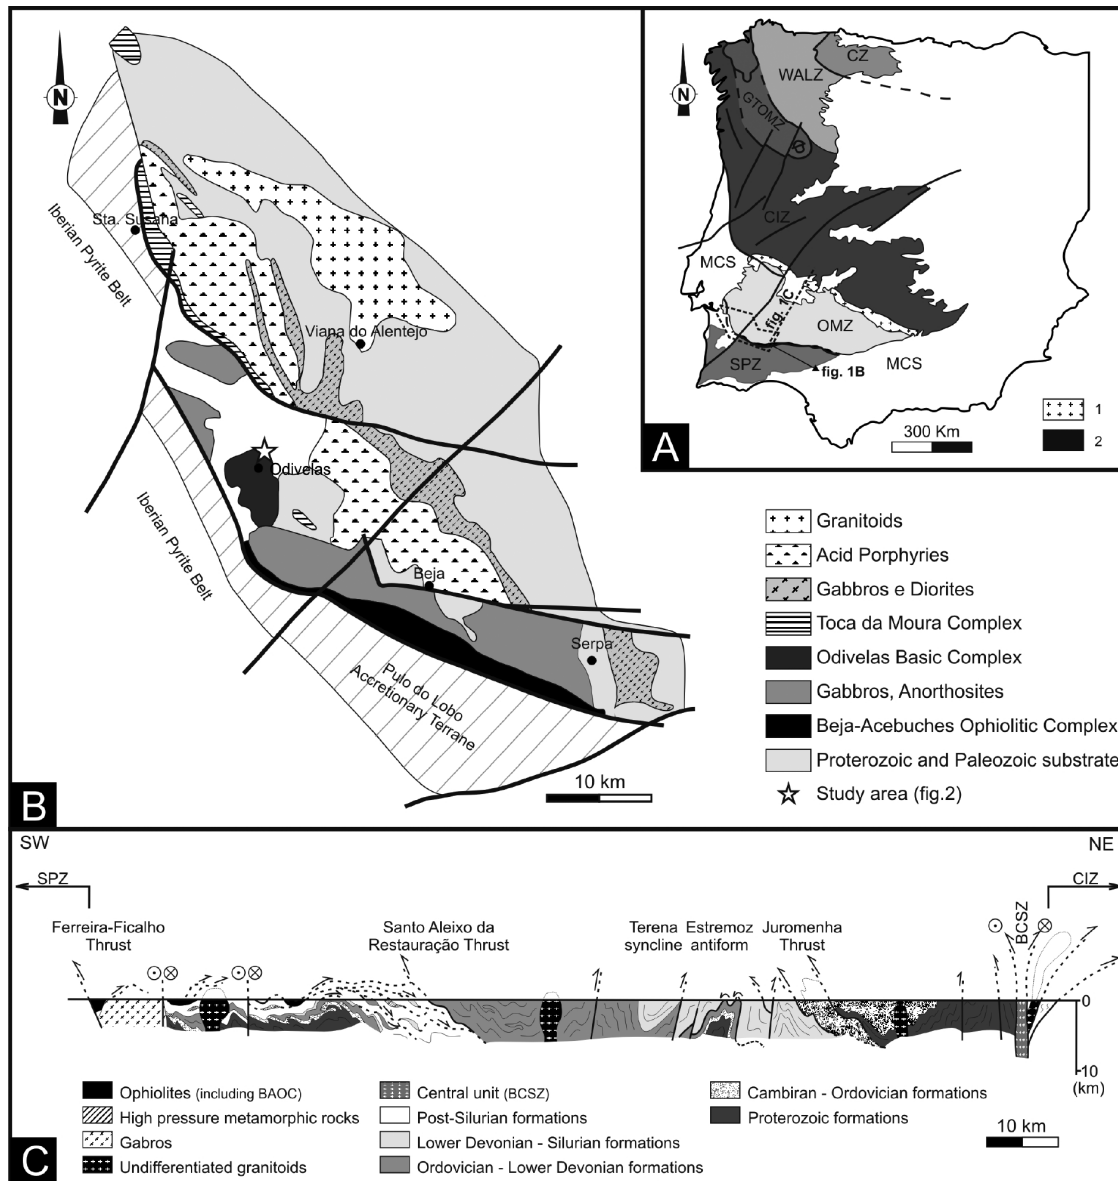 N
Sta. Susana
Iberian Pyrite Belt
Viana do Alentejo
Odivelas
Iberian Pyrite Belt
Beja
Serpa
Pulo do Lobo
Accretionary Terrane
10 km
B
N
CZ
WALZ
GTOMZ
CIZ
MCS
fig. 1C
OMZ
SPZ
MCS
fig. 1B
1
2
300 Km
A
Granitoids
Acid Porphyries
Gabbros e Diorites
Toca da Moura Complex
Odivelas Basic Complex
Gabbros, Anorthosites
Beja-Acebuches Ophiolitic Complex
Proterozoic and Paleozoic substrate
Study area (fig.2)
SW
NE
SPZ
CIZ
Ferreira-Ficalho
Thrust
Santo Aleixo da
Restauração Thrust
Terena
syncline
Estremoz
antiform
Juromenha
Thrust
BCSZ
0
10
(km)
Ophiolites (including BAOC)
High pressure metamorphic rocks
Gabros
Undifferentiated granitoids
Central unit (BCSZ)
Post-Silurian formations
Lower Devonian - Silurian formations
Ordovician - Lower Devonian formations
Cambiran - Ordovician formations
Proterozoic formations
10 km
C